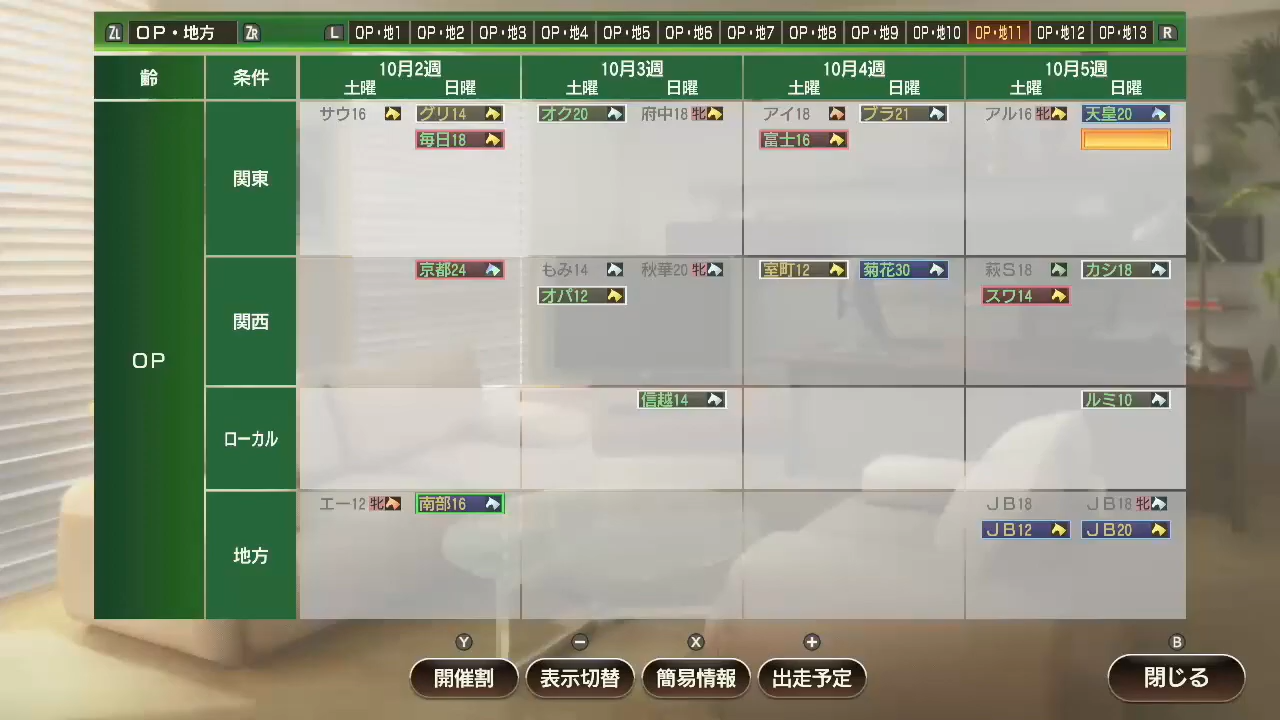 ZL OP・地方 ZR L OP・地1 OP・地2 OP・地3 OP・地4 OP・地5 OP・地6 OP・地7 OP・地8 OP・地9 OP・地10 OP・地11 OP・地12 OP・地13 R
齢 条件 10月2週 10月3週 10月4週 10月5週
土曜 日曜 土曜 日曜 土曜 日曜 土曜 日曜
サウ16 グリ14 オク20 府中18 牝 アイ18 ブラ21 アル16 牝 天皇20
毎日18 富士16
関東
京都24 もみ14 秋華20 牝 室町12 菊花30 萩S18 カシ18
オパ12 スワ14
関西
OP
信越14 ルミ10
ローカル
エー12 牝 南部16 JB18 JB18 牝
JB12 JB20
地方
Y − X + B
開催割 表示切替 簡易情報 出走予定 閉じる